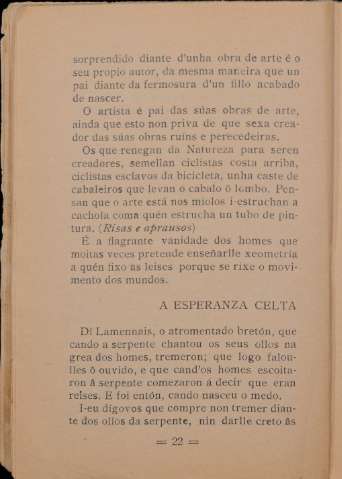 sorprendido diante d'unha obra de arte é o
seu propio autor, da mesma maneira que un
pai diante da fermosura d'un fillo acabado
de nascer.
O artista é pai das súas obras de arte,
ainda que esto non priva de que sexa crea-
dor das súas obras ruins e perecedeiras.
Os que renegan da Natureza para seren
creadores, semellan ciclistas costa arriba,
ciclistas esclavos da bicicleta, unha caste de
cabaleiros que levan o cabalo ô lombo. Pen-
san que o arte está nos miolos i-estruchan a
cachola coma quén estrucha un tubo de pin-
tura. (Risas e aprausos)
É a flagrante vanidade dos homes que
moitas veces pretende enseñarlle xeometría
a quén fixo as leises porque se rixe o movi-
mento dos mundos.
A ESPERANZA CELTA
Di Lamennais, o atromentado bretón, que
cando a serpente chantou os seus ollos na
grea dos homes, tremeron; que logo falou-
lles ô ouvido, e que cand'os homes escoita-
ron â serpente comezaron á decir que eran
reises. E foi entón, cando nasceu o medo.
I-eu dígovos que compre non tremer dian-
te dos ollos da serpente, nin darlle creto âs
= 22 =